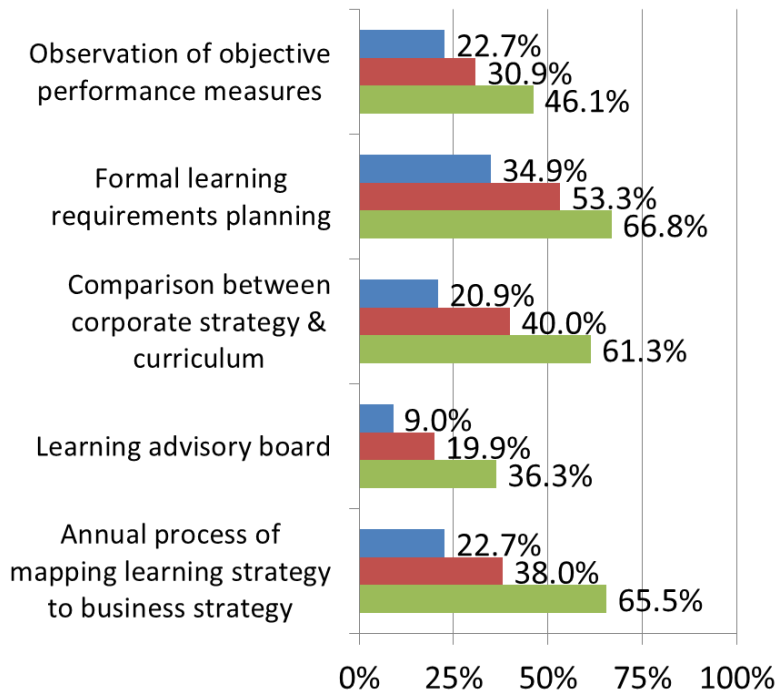 Observation of objective
performance measures
22.7%
30.9%
46.1%
Formal learning
requirements planning
34.9%
53.3%
66.8%
Comparison between
corporate strategy &
curriculum
20.9%
40.0%
61.3%
Learning advisory board
9.0%
19.9%
36.3%
Annual process of
mapping learning strategy
to business strategy
22.7%
38.0%
65.5%
0% 25% 50% 75% 100%